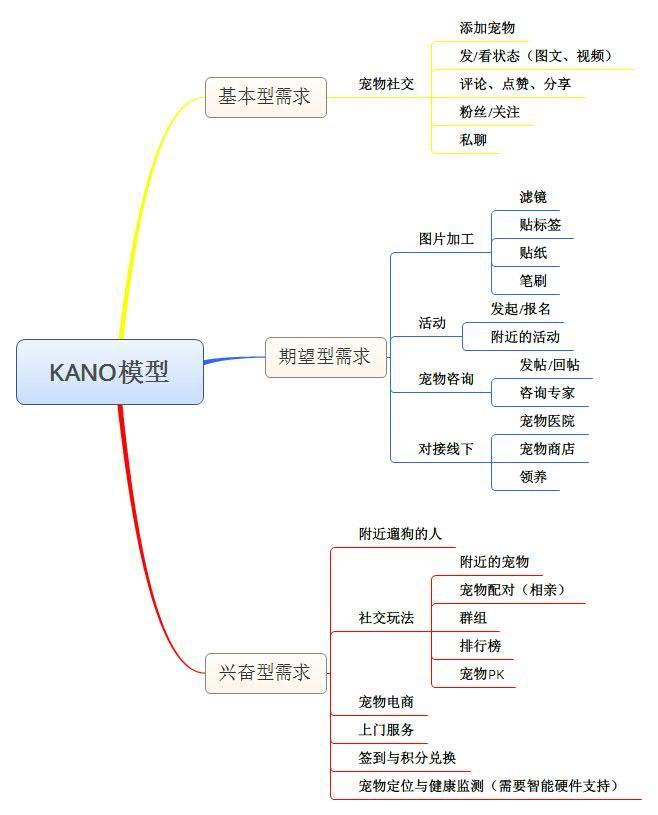 KANO模型
基本型需求
宠物社交
添加宠物
发/看状态（图文、视频）
评论、点赞、分享
粉丝/关注
私聊
期望型需求
图片加工
滤镜
贴标签
贴纸
笔刷
活动
发起/报名
附近的活动
宠物咨询
发帖/回帖
咨询专家
对接线下
宠物医院
宠物商店
领养
兴奋型需求
附近遛狗的人
社交玩法
附近的宠物
宠物配对（相亲）
群组
排行榜
宠物PK
宠物电商
上门服务
签到与积分兑换
宠物定位与健康监测（需要智能硬件支持）